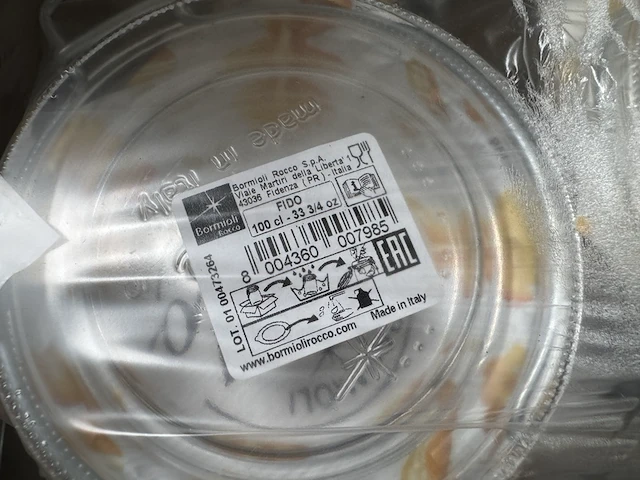 made in italy
Bormioli
Rocco
Bormioli Rocco S.p.A.
Viale Martiri della Libertà 1
43036 Fidenza (PR) - Italia
FIDO
100 cl - 33 3/4 oz
8 004360 007985
EAC
LOT. 01 00473264
Made in Italy
www.bormiolirocco.com